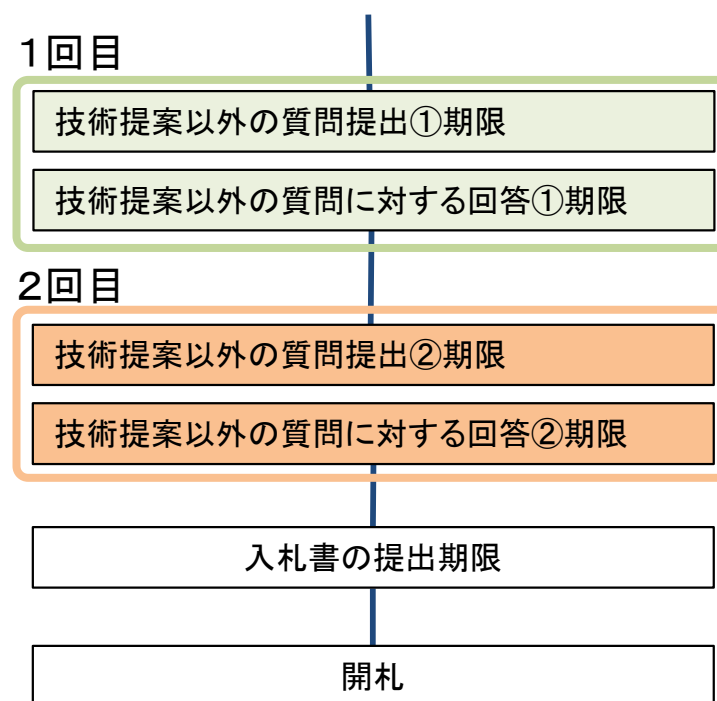 １回目
技術提案以外の質問提出①期限
技術提案以外の質問に対する回答①期限
２回目
技術提案以外の質問提出②期限
技術提案以外の質問に対する回答②期限
入札書の提出期限
開札